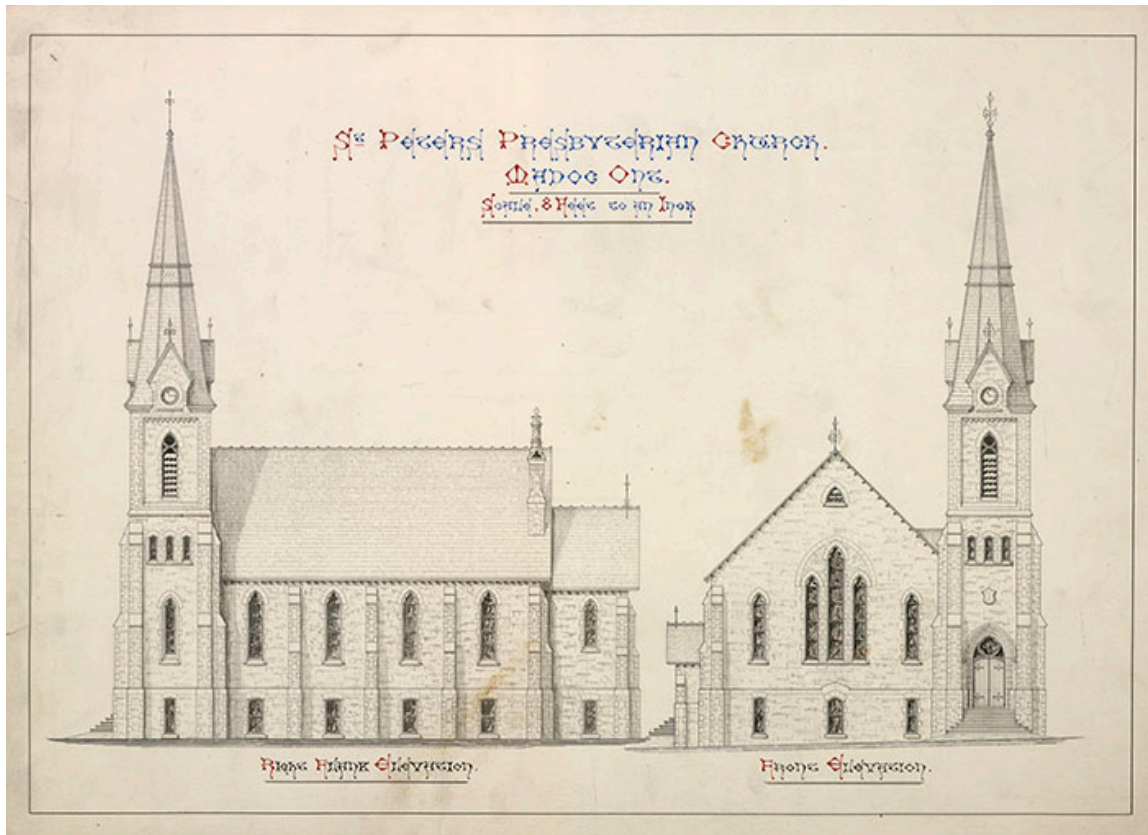 St Peters Presbyterian Church.
Madoc Ont.
Scale, 8 Feet to an Inch
Right Flank Elevation.
Front Elevation.